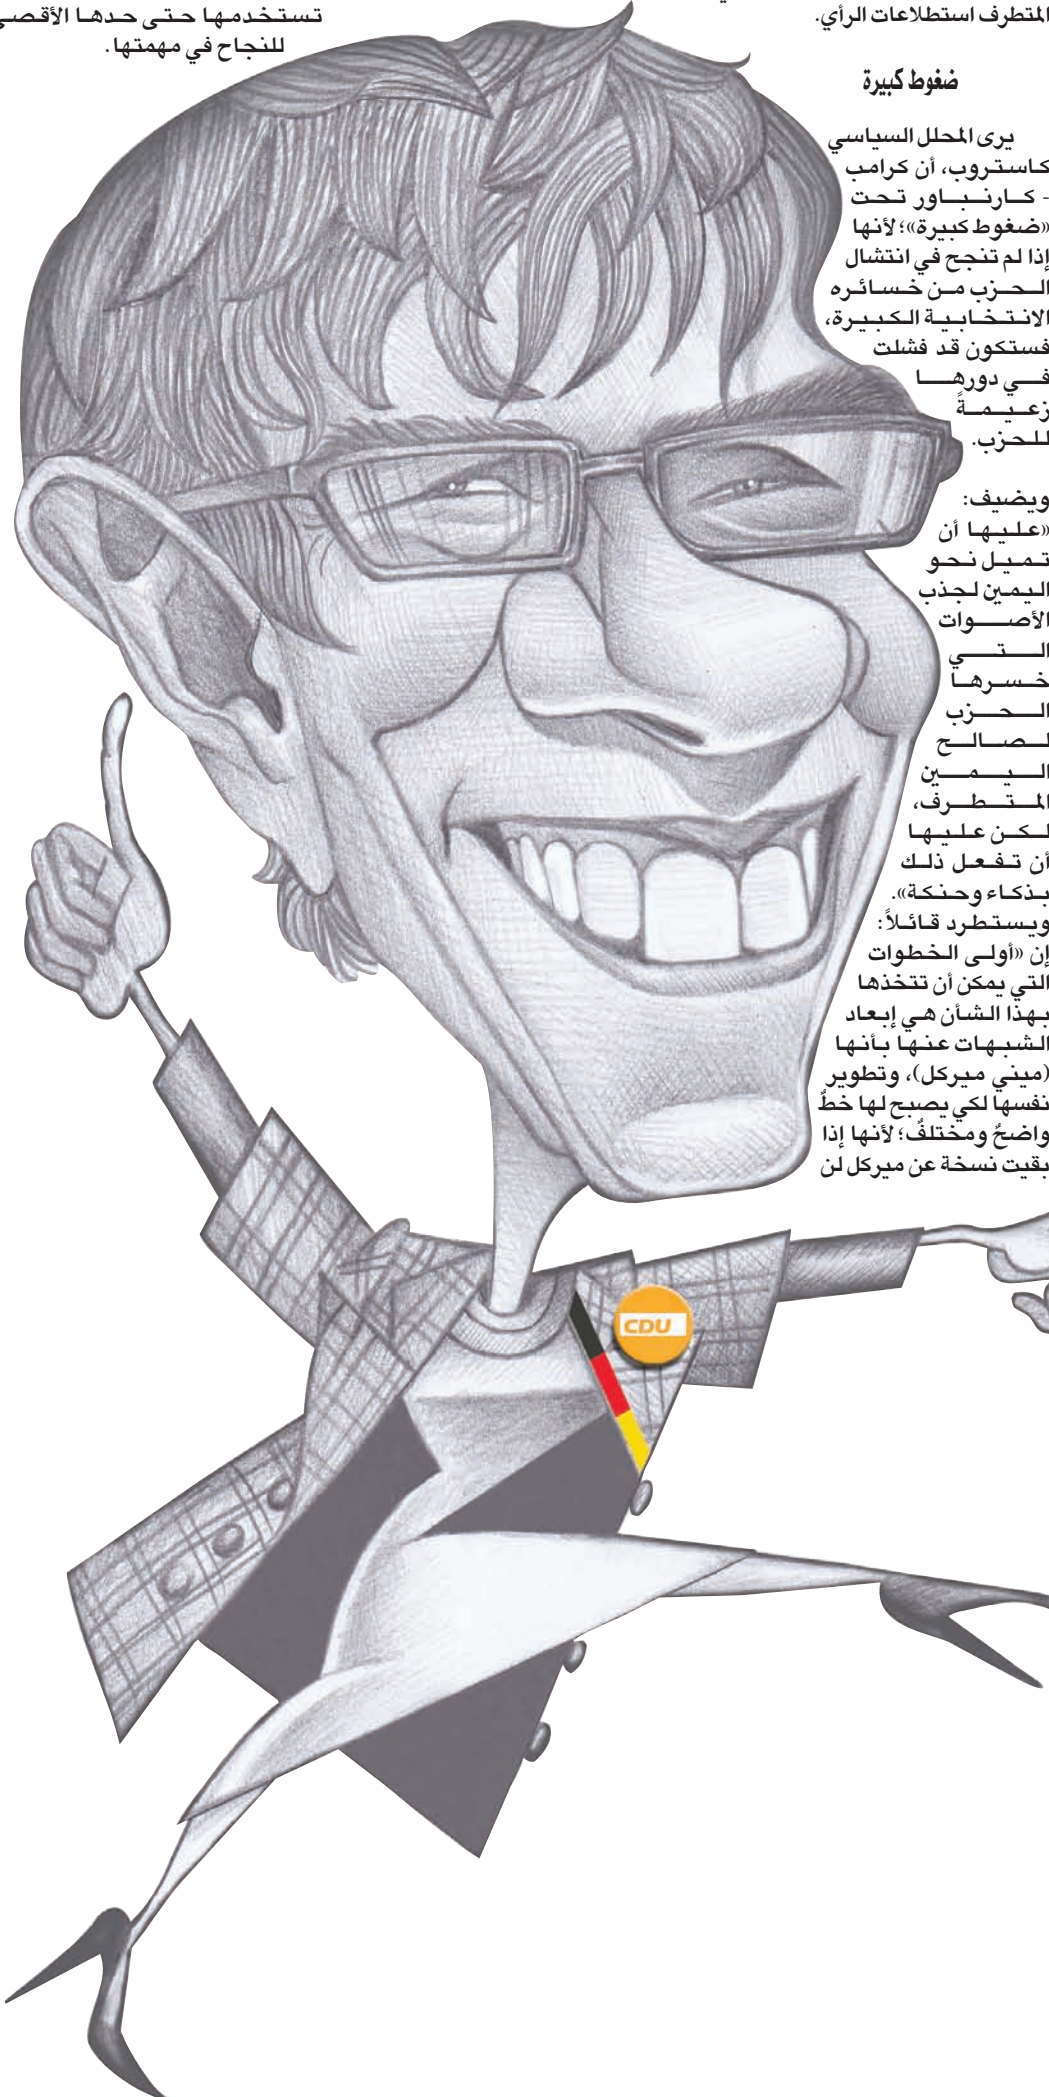 المتطرف استطلاعات الرأي.
ضغوط كبيرة
يرى المحلل السياسي
كاستروب، أن كرامب
- كارنباور تحت
«ضغوط كبيرة»؛ لأنها
إذا لم تنجح في انتشال
الحزب من خسائره
الانتخابية الكبيرة،
فستكون قد فشلت
في دورها
زعيمةً
للحزب.
ويضيف:
«عليها أن
تميل نحو
اليمين لجذب
الأصوات
التي
خسرها
الحزب
لصالح
اليمين
المتطرف،
لكن عليها
أن تفعل ذلك
بذكاء وحنكة».
ويستطرد قائلاً:
إن «أولى الخطوات
التي يمكن أن تتخذها
بهذا الشأن هي إبعاد
الشبهات عنها بأنها
(ميني ميركل)، وتطوير
نفسها لكي يصبح لها خطٌ
واضحٌ ومختلفٌ؛ لأنها إذا
بقيت نسخة عن ميركل لن
تستخدمها حتى حدها الأقصى
للنجاح في مهمتها.
CDU